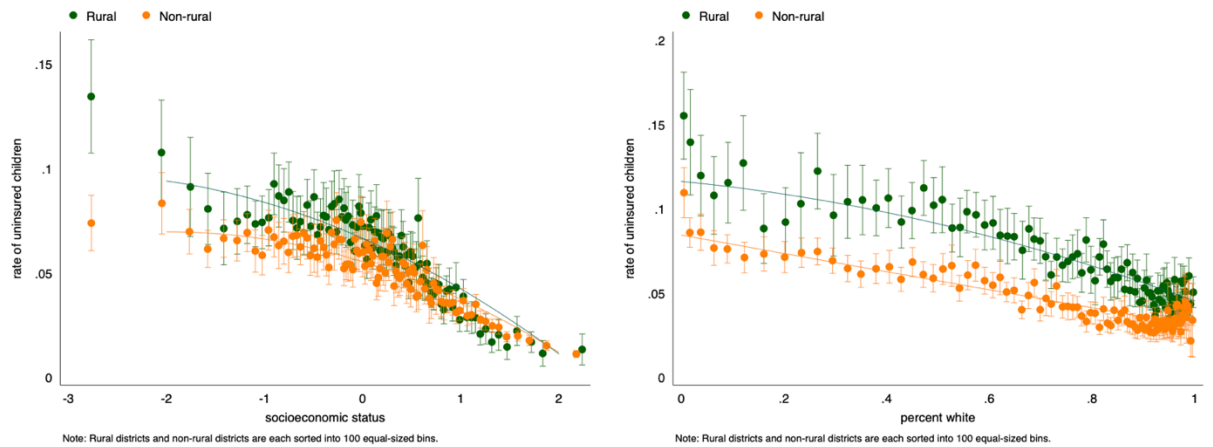 Rural Non-rural
.15
.1
.05
0
rate of uninsured children
-3 -2 -1 0 1 2
socioeconomic status
Note: Rural districts and non-rural districts are each sorted into 100 equal-sized bins.
Rural Non-rural
.2
.15
.1
.05
0
rate of uninsured children
0 .2 .4 .6 .8 1
percent white
Note: Rural districts and non-rural districts are each sorted into 100 equal-sized bins.